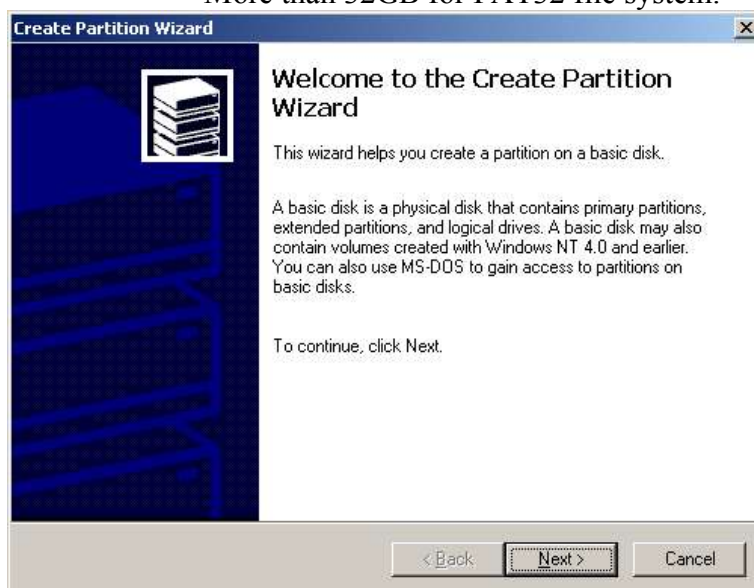 More than 32GB for FAT32 file system.
Create Partition Wizard
Welcome to the Create Partition
Wizard
This wizard helps you create a partition on a basic disk.
A basic disk is a physical disk that contains primary partitions,
extended partitions, and logical drives. A basic disk may also
contain volumes created with Windows NT 4.0 and earlier.
You can also use MS-DOS to gain access to partitions on
basic disks.
To continue, click Next.
< Back
Next >
Cancel